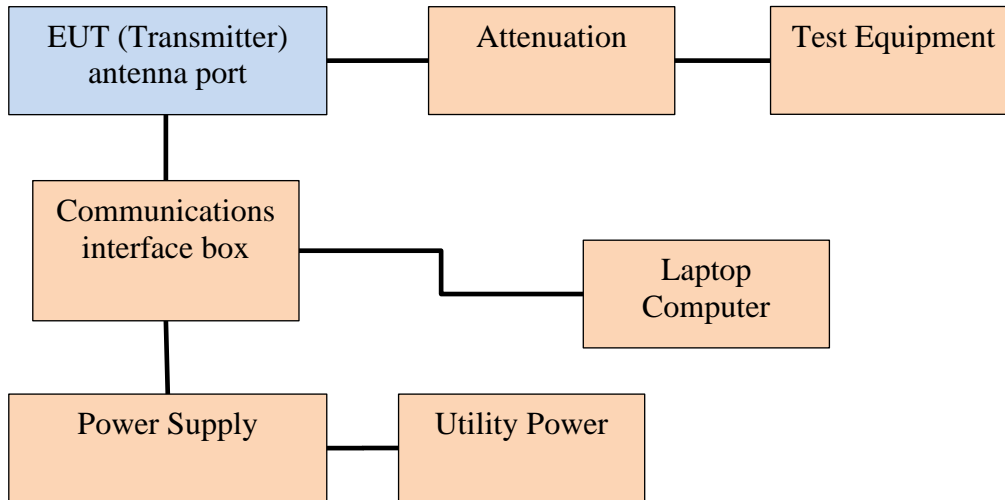 EUT (Transmitter)
antenna port
Attenuation
Test Equipment
Communications
interface box
Laptop
Computer
Power Supply
Utility Power